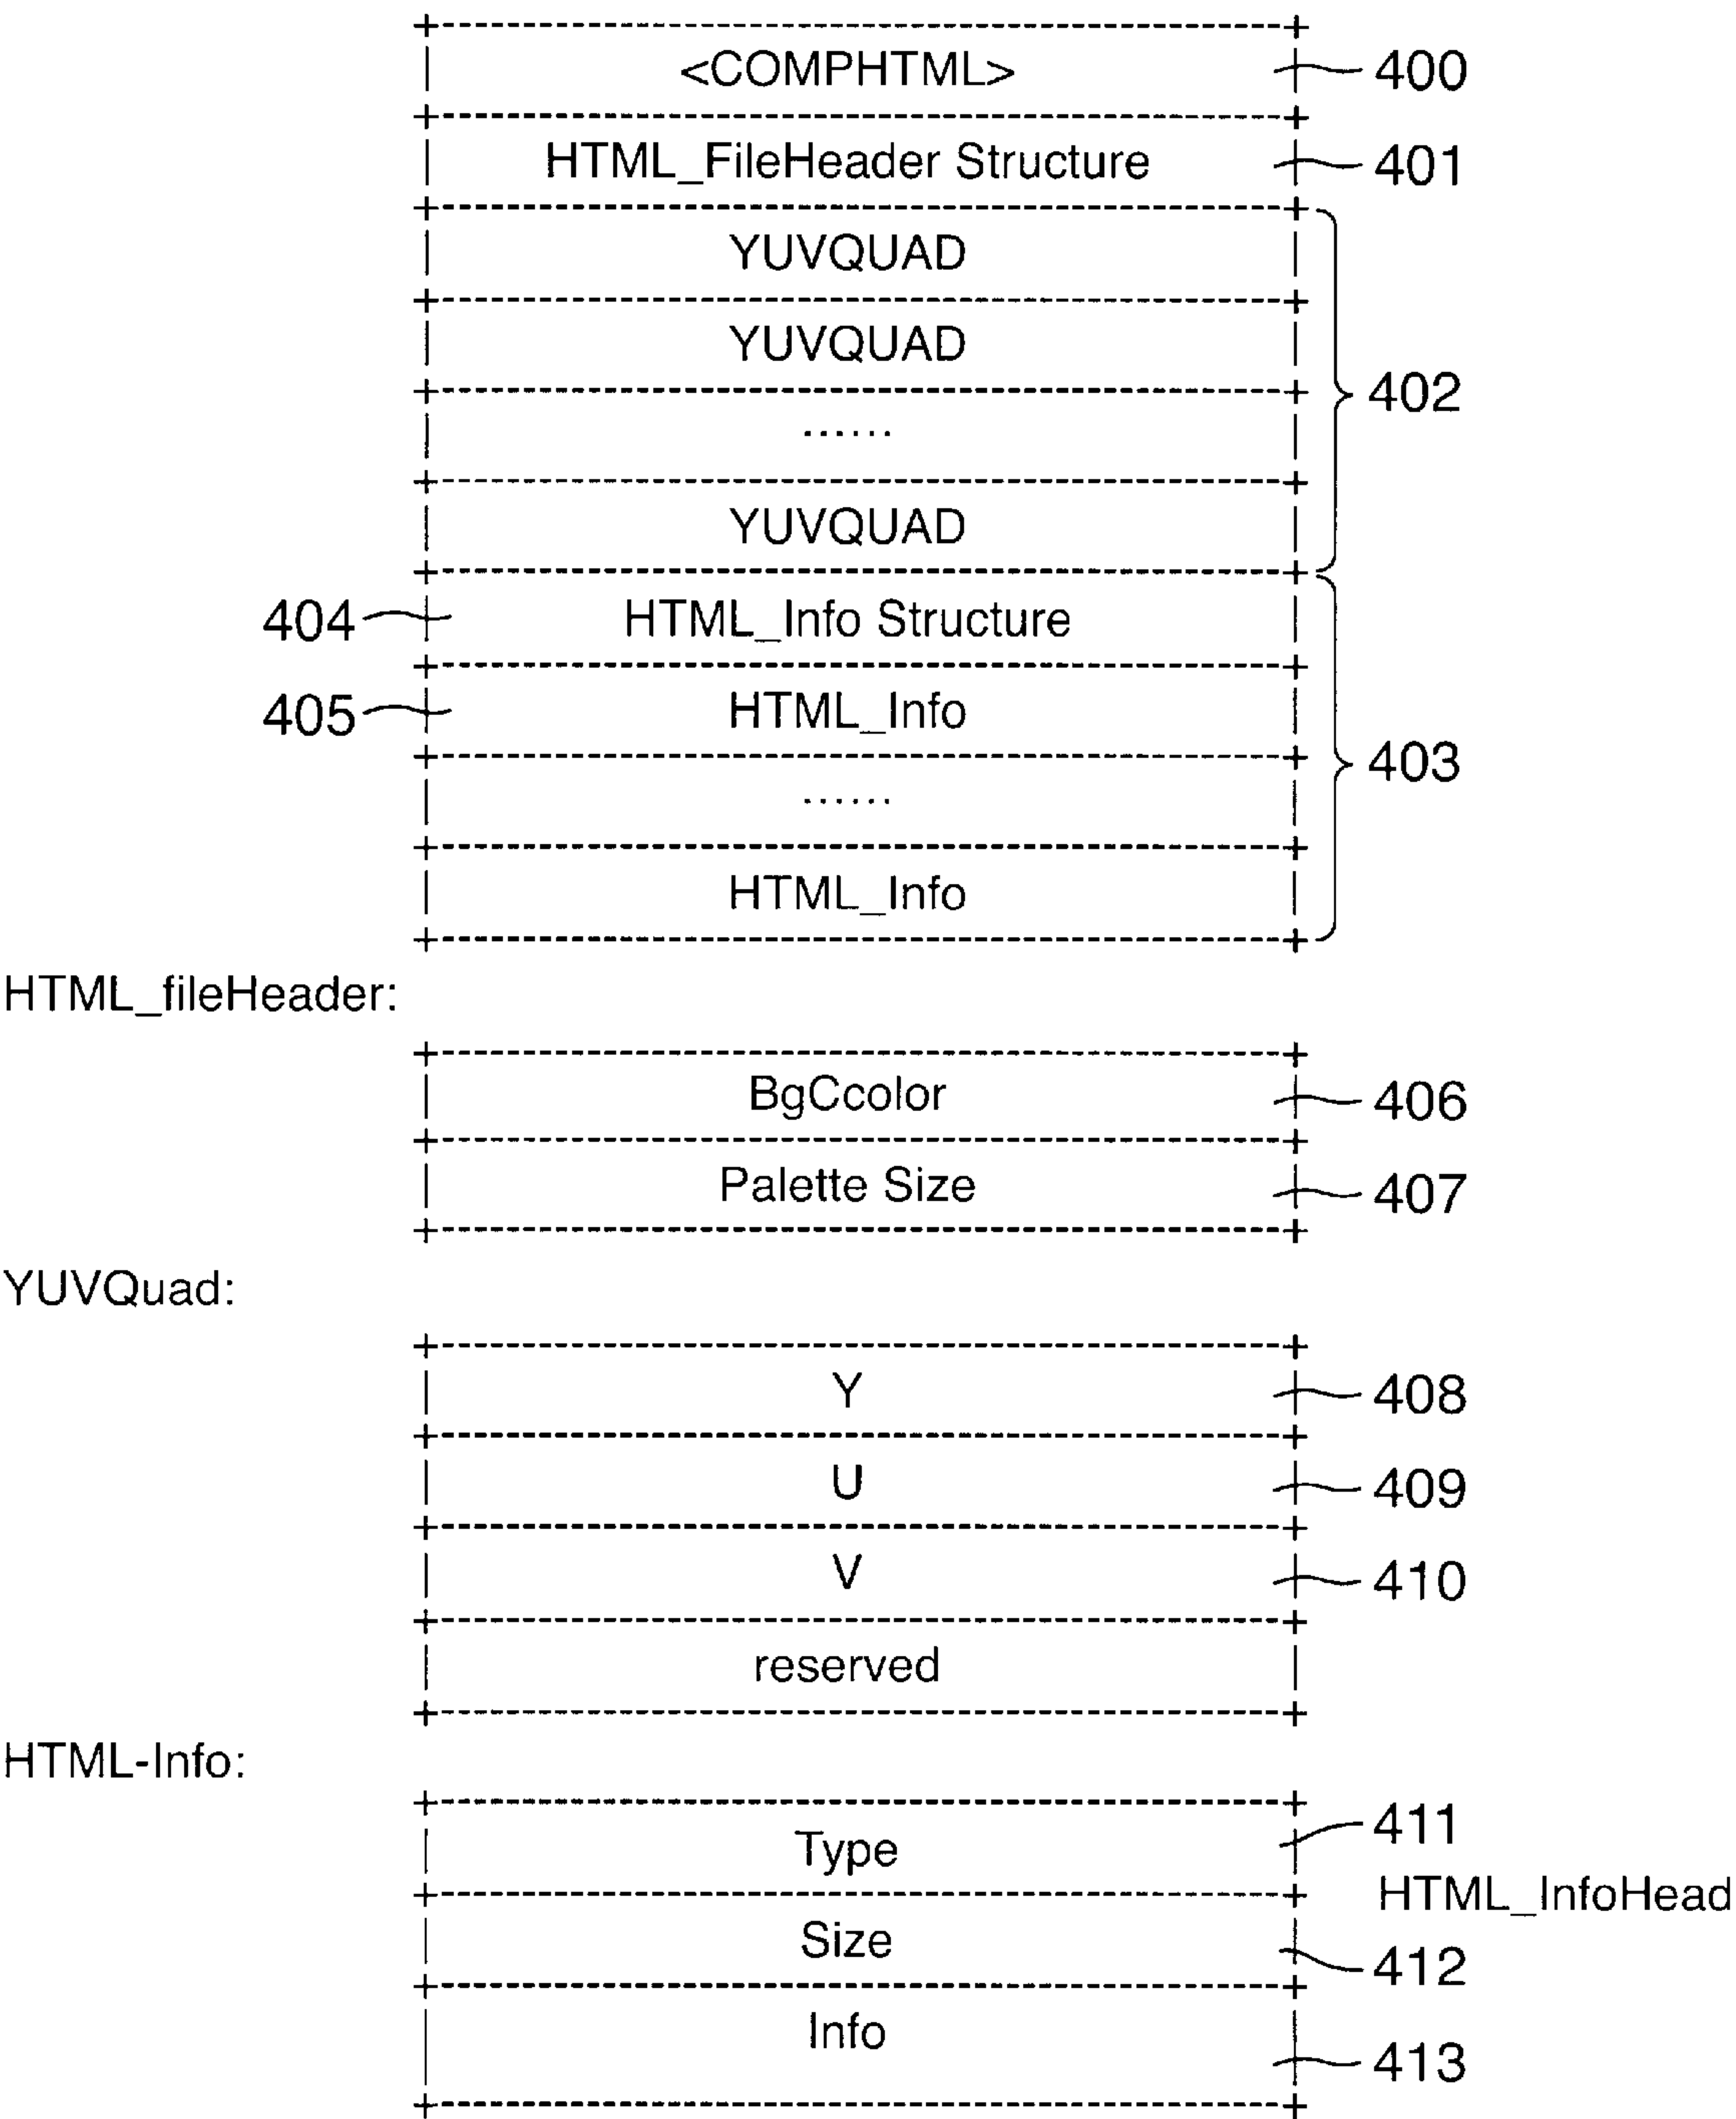 <COMPHTML> 400
HTML_FileHeader Structure 401
YUVQUAD
YUVQUAD
402
......
YUVQUAD
404 HTML_Info Structure
405 HTML_Info
403
......
HTML_Info
HTML_fileHeader:
BgCcolor 406
Palette Size 407
YUVQuad:
Y 408
U 409
V 410
reserved
HTML-Info:
Type 411
HTML_InfoHead
Size 412
Info
413